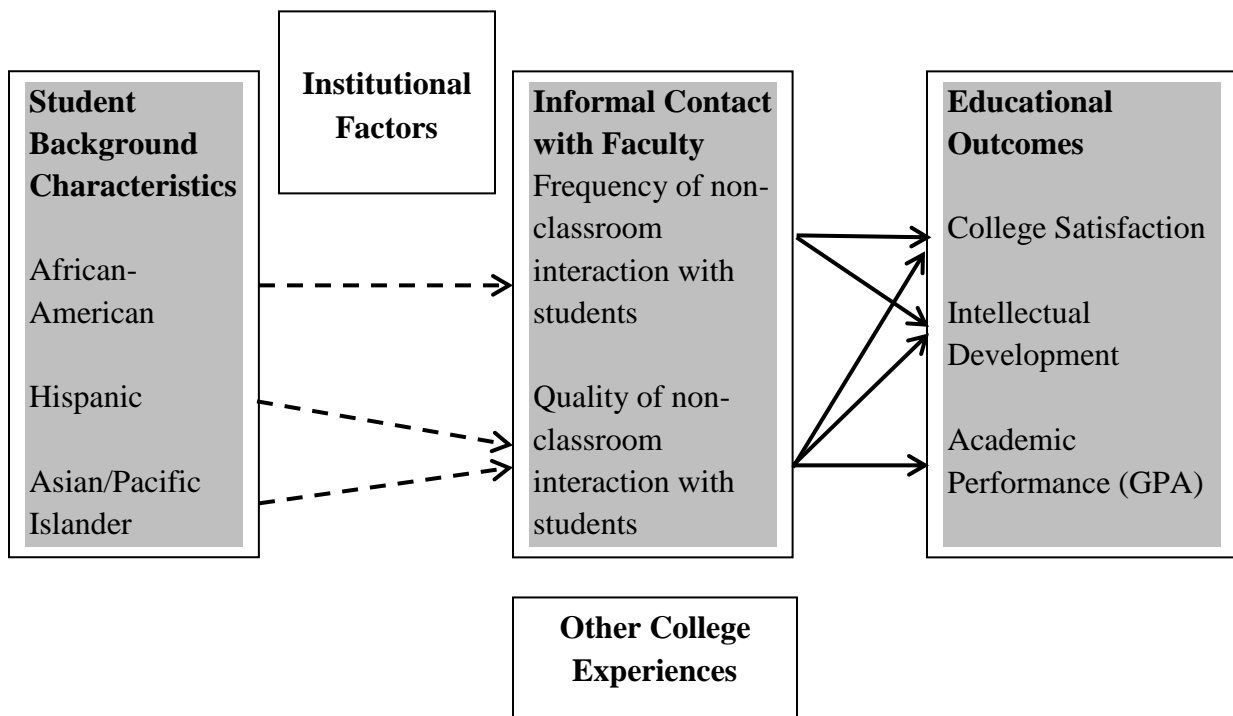 Institutional
Factors
Student
Background
Characteristics
African-
American
Hispanic
Asian/Pacific
Islander
Informal Contact
with Faculty
Frequency of non-
classroom
interaction with
students
Quality of non-
classroom
interaction with
students
Educational
Outcomes
College Satisfaction
Intellectual
Development
Academic
Performance (GPA)
Other College
Experiences